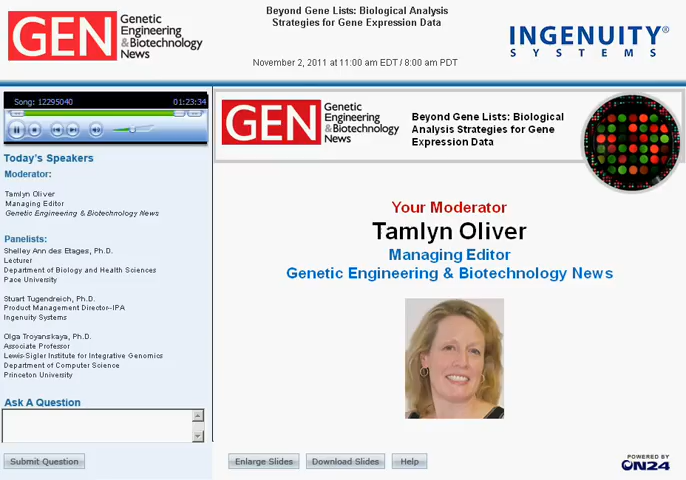 GEN Genetic
Engineering
& Biotechnology
News
Beyond Gene Lists: Biological Analysis
Strategies for Gene Expression Data
November 2, 2011 at 11:00 am EDT / 8:00 am PDT
INGENUITY®
SYSTEMS
Song: 12295040 01:23:34
Today's Speakers
Moderator:
Tamlyn Oliver
Managing Editor
Genetic Engineering & Biotechnology News
Panelists:
Shelley Ann des Etages, Ph.D.
Lecturer
Department of Biology and Health Sciences
Pace University
Stuart Tugendreich, Ph.D.
Product Management Director-IPA
Ingenuity Systems
Olga Troyanskaya, Ph.D.
Associate Professor
Lewis-Sigler Institute for Integrative Genomics
Department of Computer Science
Princeton University
Ask A Question
Submit Question
GEN Genetic
Engineering
& Biotechnology
News
Beyond Gene Lists: Biological
Analysis Strategies for Gene
Expression Data
Your Moderator
Tamlyn Oliver
Managing Editor
Genetic Engineering & Biotechnology News
Enlarge Slides Download Slides Help
POWERED BY
ON24